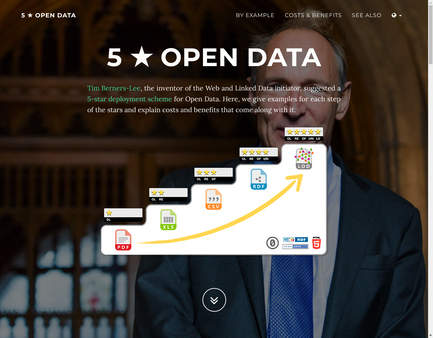 5 ★ OPEN DATA
BY EXAMPLE
COSTS & BENEFITS
SEE ALSO
5 ★ OPEN DATA
Tim Berners-Lee, the inventor of the Web and Linked Data initiator, suggested a
5-star deployment scheme for Open Data. Here, we give examples for each step
of the stars and explain costs and benefits that come along with it.
OL RE OF URI LD
LOD
OL RE OF URI
RDF
OL RE OF
CSV
OL RE
XLS
OL
PDF